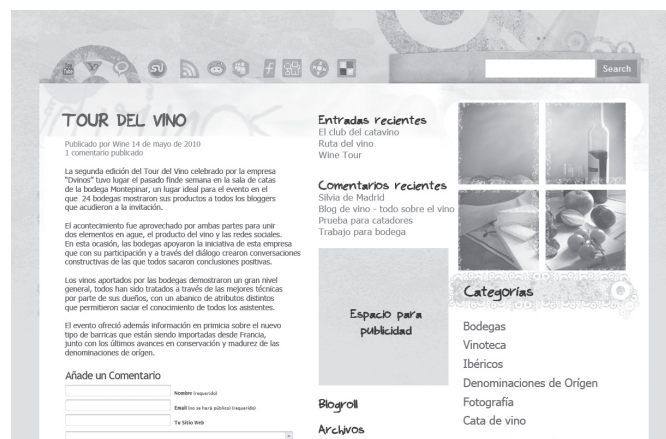 Search
TOUR DEL VINO
Publicado por Wine 14 de mayo de 2010
1 comentario publicado
La segunda edición del Tour del Vino celebrado por la empresa
"Dvinos" tuvo lugar el pasado finde semana en la sala de catas
de la bodega Montepinar, un lugar ideal para el evento en el
que 24 bodegas mostraron sus productos a todos los bloggers
que acudieron a la invitación.
El acontecimiento fue aprovechado por ambas partes para unir
dos elementos en ague, el producto del vino y las redes sociales.
En esta ocasión, las bodegas apoyaron la iniciativa de esta empresa
que con su participación y a través del diálogo crearon conversaciones
constructivas de las que todos sacaron conclusiones positivas.
Los vinos aportados por las bodegas demostraron un gran nivel
general, todos han sido tratados a través de las mejores técnicas
por parte de sus dueños, con un abanico de atributos distintos
que permitieron saciar el conocimiento de todos los asistentes.
El evento ofreció además información en primicia sobre el nuevo
tipo de barricas que están siendo importadas desde Francia,
junto con los últimos avances en conservación y madurez de las
denominaciones de orígen.
Añade un Comentario
Nombre (requerido)
Email (no se hará público) (requerido)
Tu Sitio Web
Entradas recientes
El club del catavino
Ruta del vino
Wine Tour
Comentarios recientes
Silvia de Madrid
Blog de vino - todo sobre el vino
Prueba para catadores
Trabajo para bodega
Espacio para
publicidad
Blogroll
Archivos
Categorías
Bodegas
Vinoteca
Ibéricos
Denominaciones de Orígen
Fotografía
Cata de vino